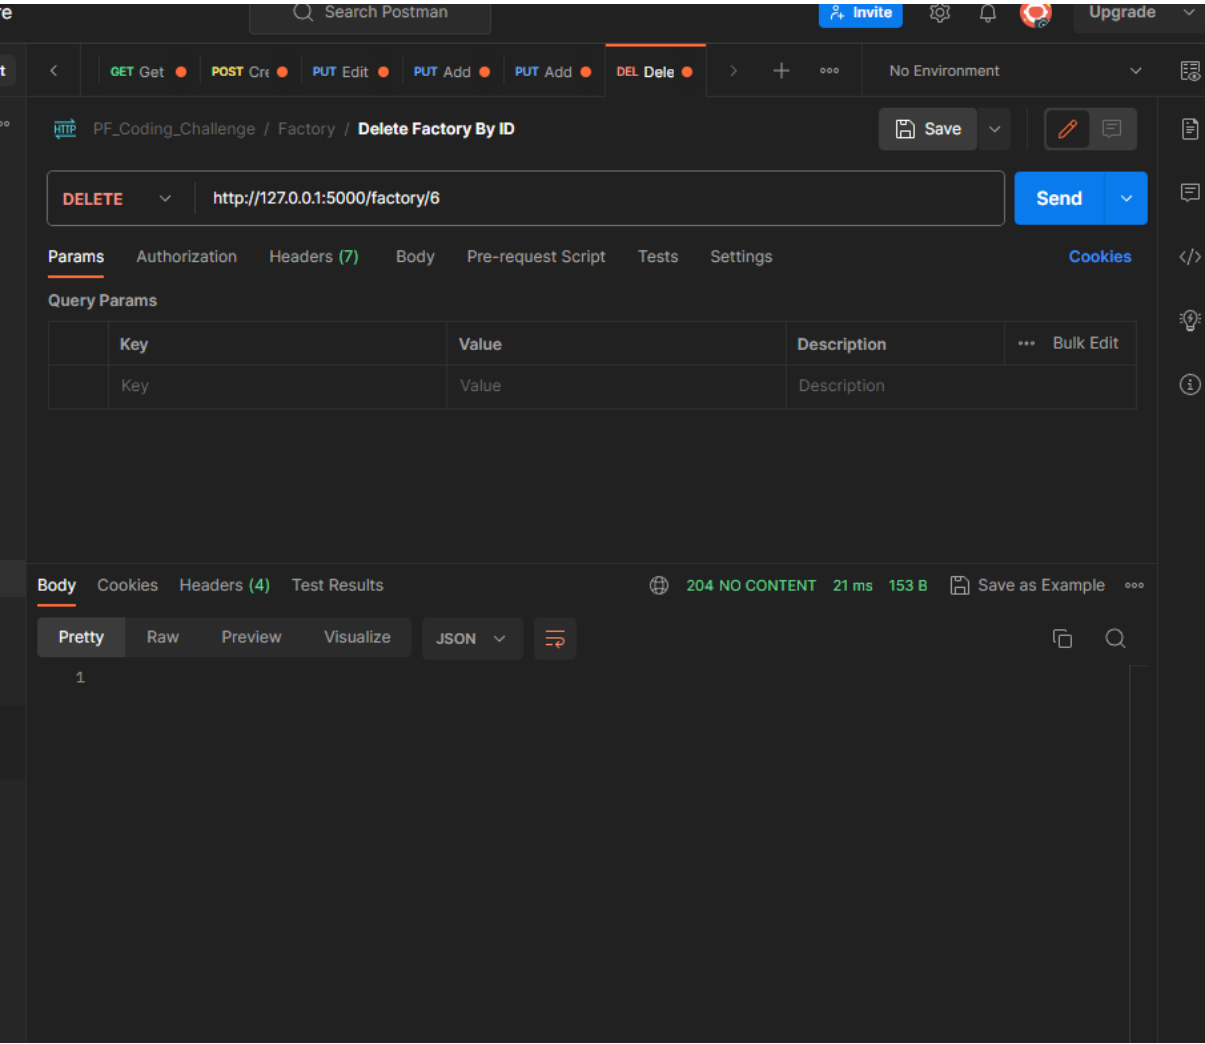 re Search Postman Invite Upgrade
t GET Get POST Cre PUT Edit PUT Add PUT Add DEL Dele No Environment
HTTP PF_Coding_Challenge / Factory / Delete Factory By ID Save
DELETE http://127.0.0.1:5000/factory/6 Send
Params Authorization Headers (7) Body Pre-request Script Tests Settings Cookies
Query Params
Key Value Description Bulk Edit
Key Value Description
Body Cookies Headers (4) Test Results 204 NO CONTENT 21 ms 153 B Save as Example
Pretty Raw Preview Visualize JSON
1